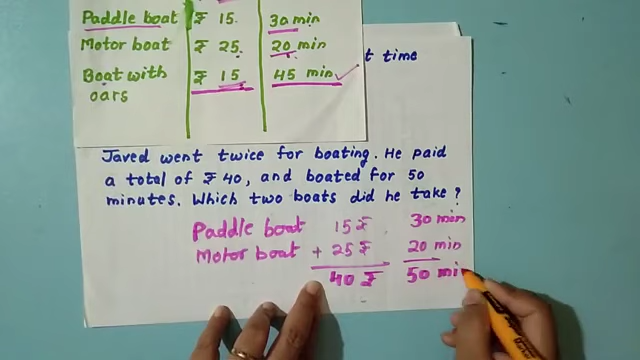 Paddle boat ₹ 15. 30 min
Motor boat ₹ 25. 20 min
Boat with ₹ 15 45 min
oars
t time
Javed went twice for boating. He paid
a total of ₹ 40, and boated for 50
minutes. Which two boats did he take?
Paddle boat 15 ₹ 30 min
Motor boat + 25 ₹ 20 min
40 ₹ 50 min